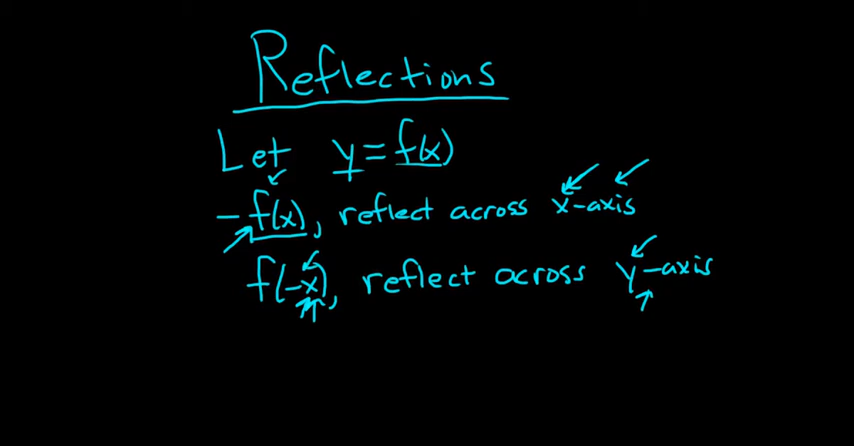 Reflections
Let y = f(x)
- f(x), reflect across x-axis
f(-x), reflect across y-axis